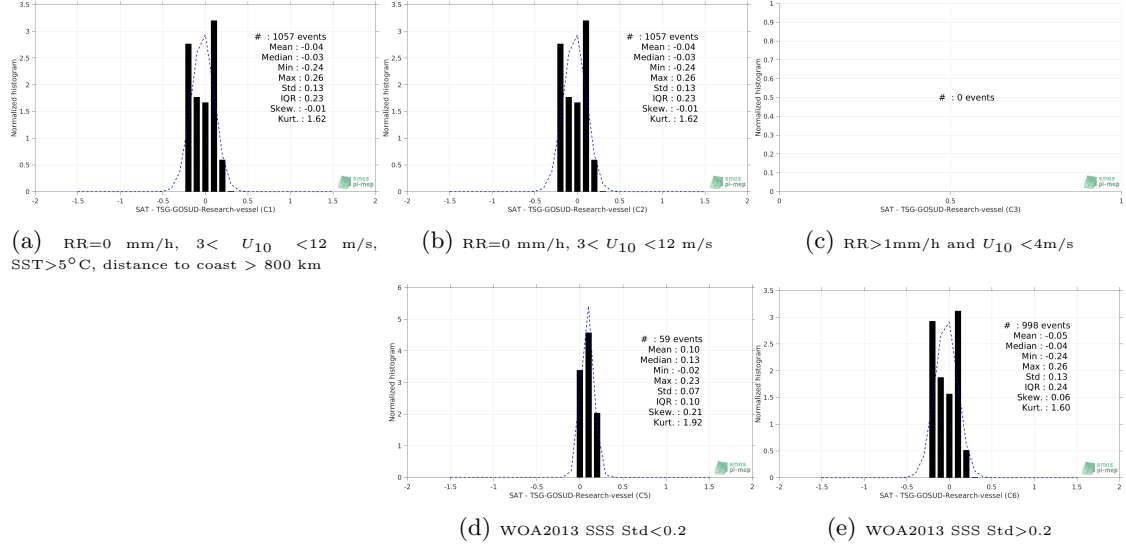 3.5
3
2.5
2
1.5
1
0.5
0
Normalized histogram
# : 1057 events
Mean : -0.04
Median : -0.03
Min : -0.24
Max : 0.26
Std : 0.13
IQR : 0.23
Skew. : -0.01
Kurt. : 1.62
smos
pi-mep
-2 -1.5 -1 -0.5 0 0.5 1 1.5 2
SAT - TSG-GOSUD-Research-vessel (C1)
(a) RR=0 mm/h, 3< U10 <12 m/s,
SST>5°C, distance to coast > 800 km
3.5
3
2.5
2
1.5
1
0.5
0
Normalized histogram
# : 1057 events
Mean : -0.04
Median : -0.03
Min : -0.24
Max : 0.26
Std : 0.13
IQR : 0.23
Skew. : -0.01
Kurt. : 1.62
smos
pi-mep
-2 -1.5 -1 -0.5 0 0.5 1 1.5 2
SAT - TSG-GOSUD-Research-vessel (C2)
(b) RR=0 mm/h, 3< U10 <12 m/s
1
0.9
0.8
0.7
0.6
0.5
0.4
0.3
0.2
0.1
0
Normalized histogram
# : 0 events
smos
pi-mep
0 0.5 1
SAT - TSG-GOSUD-Research-vessel (C3)
(c) RR>1mm/h and U10 <4m/s
6
5
4
3
2
1
0
Normalized histogram
# : 59 events
Mean : 0.10
Median : 0.13
Min : -0.02
Max : 0.23
Std : 0.07
IQR : 0.10
Skew. : 0.21
Kurt. : 1.92
smos
pi-mep
-2 -1.5 -1 -0.5 0 0.5 1 1.5 2
SAT - TSG-GOSUD-Research-vessel (C5)
(d) WOA2013 SSS Std<0.2
3.5
3
2.5
2
1.5
1
0.5
0
Normalized histogram
# : 998 events
Mean : -0.05
Median : -0.04
Min : -0.24
Max : 0.26
Std : 0.13
IQR : 0.24
Skew. : 0.06
Kurt. : 1.60
smos
pi-mep
-2 -1.5 -1 -0.5 0 0.5 1 1.5 2
SAT - TSG-GOSUD-Research-vessel (C6)
(e) WOA2013 SSS Std>0.2